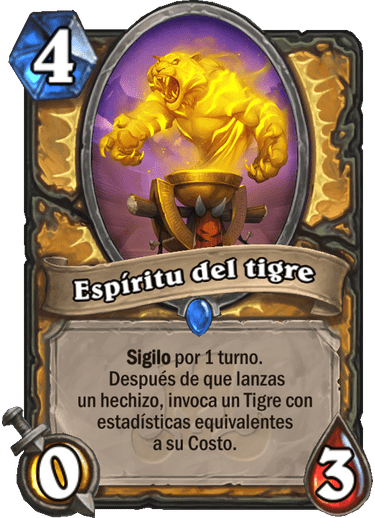 4
Espíritu del tigre
Sigilo por 1 turno.
Después de que lanzas
un hechizo, invoca un Tigre con
estadísticas equivalentes
a su Costo.
0
3